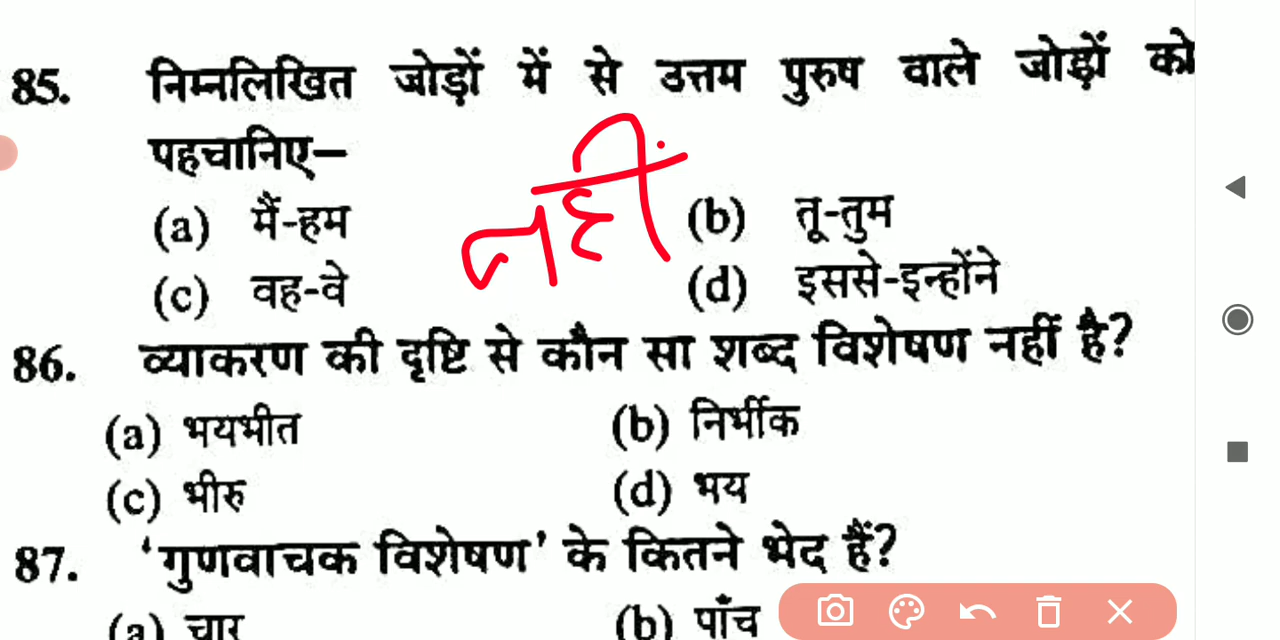 85. निम्नलिखित जोड़ों में से उत्तम पुरुष वाले जोड़ों को
पहचानिए—
नहीं
(a) मैं-हम (b) तू-तुम
(c) वह-वे (d) इससे-इन्होंने
86. व्याकरण की दृष्टि से कौन सा शब्द विशेषण नहीं है?
(a) भयभीत (b) निर्भीक
(c) भीरु (d) भय
87. 'गुणवाचक विशेषण' के कितने भेद हैं?
(a) चार (b) पाँच